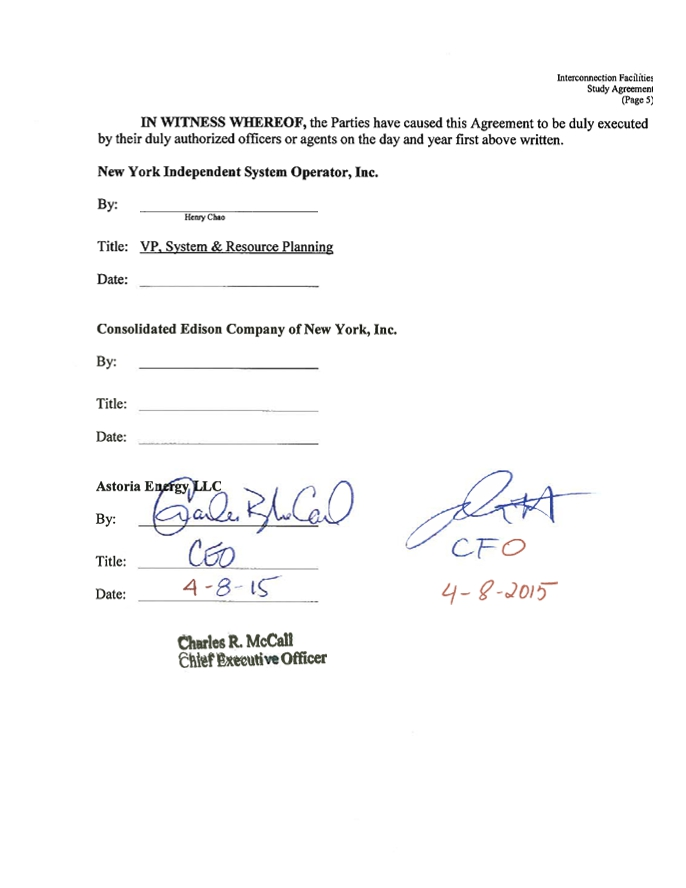 Interconnection Facilities
Study Agreement
(Page 5)
IN WITNESS WHEREOF, the Parties have caused this Agreement to be duly executed
by their duly authorized officers or agents on the day and year first above written.
New York Independent System Operator, Inc.
By:
Henry Chao
Title: VP, System & Resource Planning
Date:
Consolidated Edison Company of New York, Inc.
By:
Title:
Date:
Astoria Energy, LLC
By: Charles R. McCall
Title: CEO
CFO
Date: 4-8-15
4-8-2015
Charles R. McCall
Chief Executive Officer